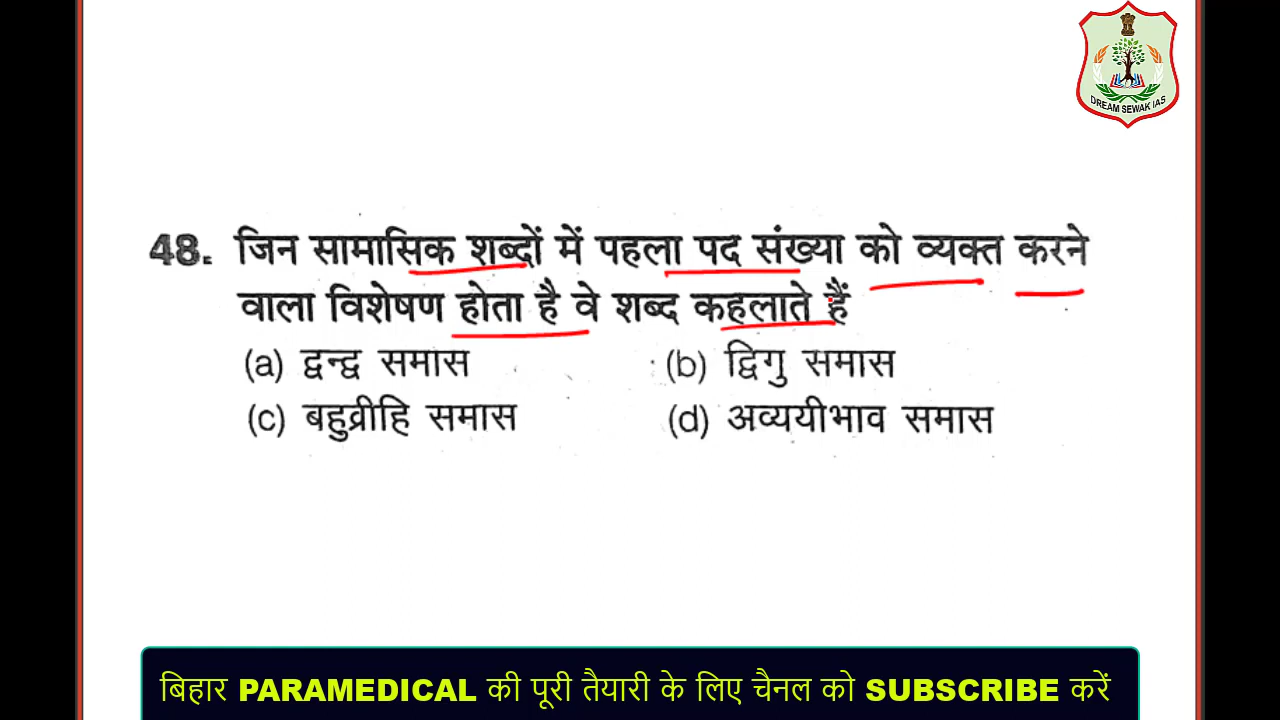 DREAM SEWAK IAS
48. जिन सामासिक शब्दों में पहला पद संख्या को व्यक्त करने
वाला विशेषण होता है वे शब्द कहलाते हैं
(a) द्वन्द्व समास (b) द्विगु समास
(c) बहुव्रीहि समास (d) अव्ययीभाव समास
बिहार PARAMEDICAL की पूरी तैयारी के लिए चैनल को SUBSCRIBE करें